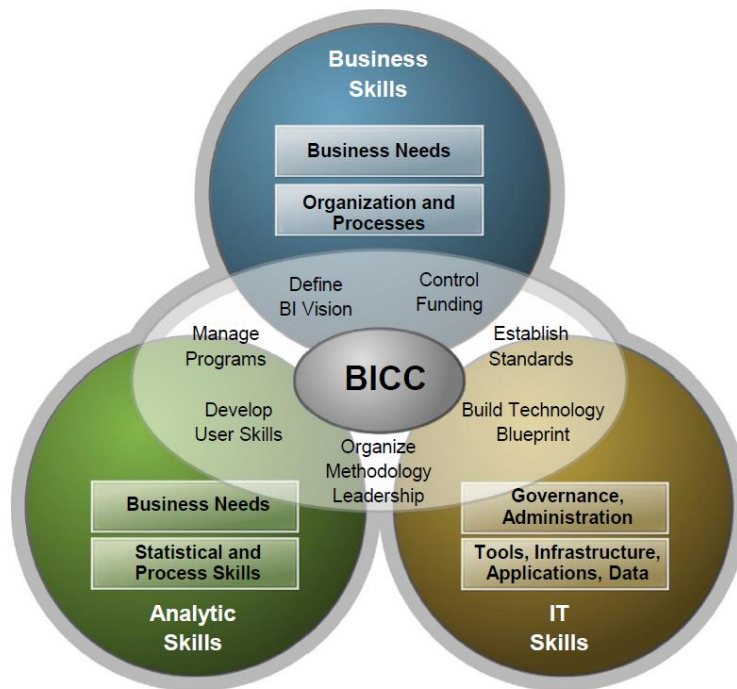 Business
Skills
Business Needs
Organization and
Processes
Define
BI Vision
Control
Funding
Manage
Programs
Establish
Standards
BICC
Develop
User Skills
Build Technology
Blueprint
Organize
Methodology
Leadership
Business Needs
Statistical and
Process Skills
Analytic
Skills
Governance,
Administration
Tools, Infrastructure,
Applications, Data
IT
Skills